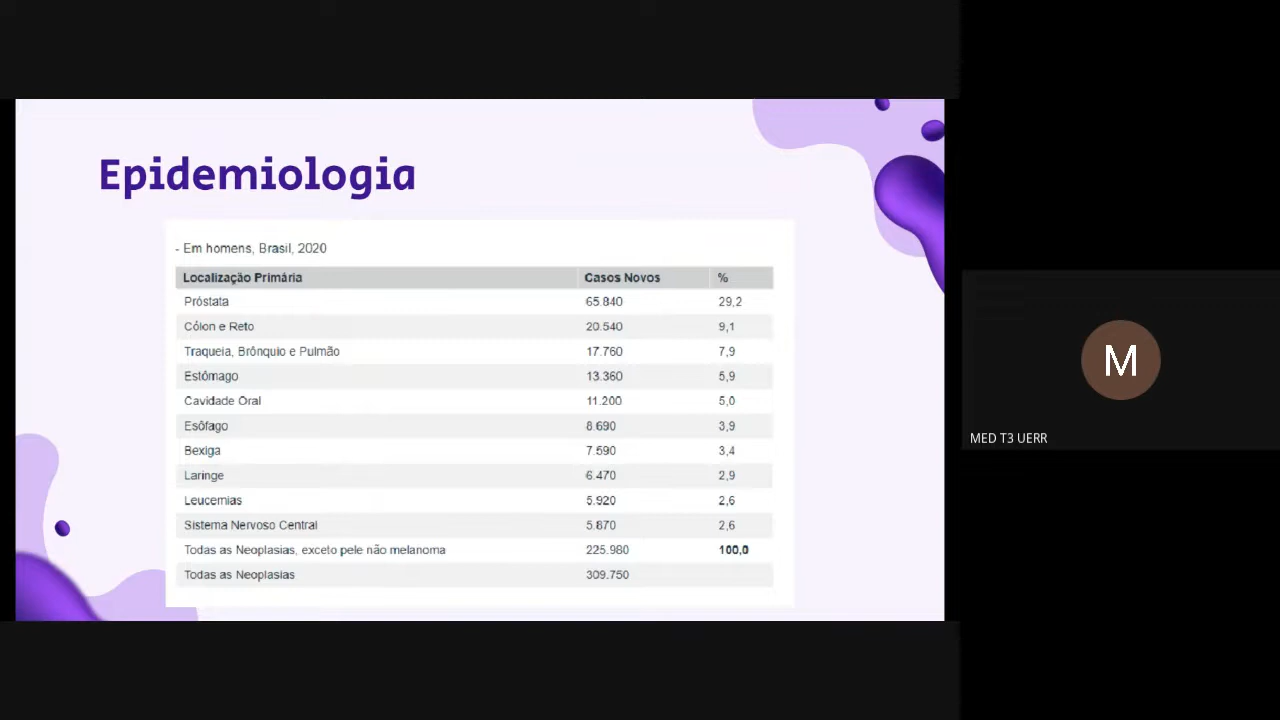 Epidemiologia
- Em homens, Brasil, 2020
Localização Primária Casos Novos %
Próstata 65.840 29,2
Cólon e Reto 20.540 9,1
Traqueia, Brônquio e Pulmão 17.760 7,9
Estômago 13.360 5,9
Cavidade Oral 11.200 5,0
Esôfago 8.690 3,9
Bexiga 7.590 3,4
Laringe 6.470 2,9
Leucemias 5.920 2,6
Sistema Nervoso Central 5.870 2,6
Todas as Neoplasias, exceto pele não melanoma 225.980 100,0
Todas as Neoplasias 309.750
M
MED T3 UERR